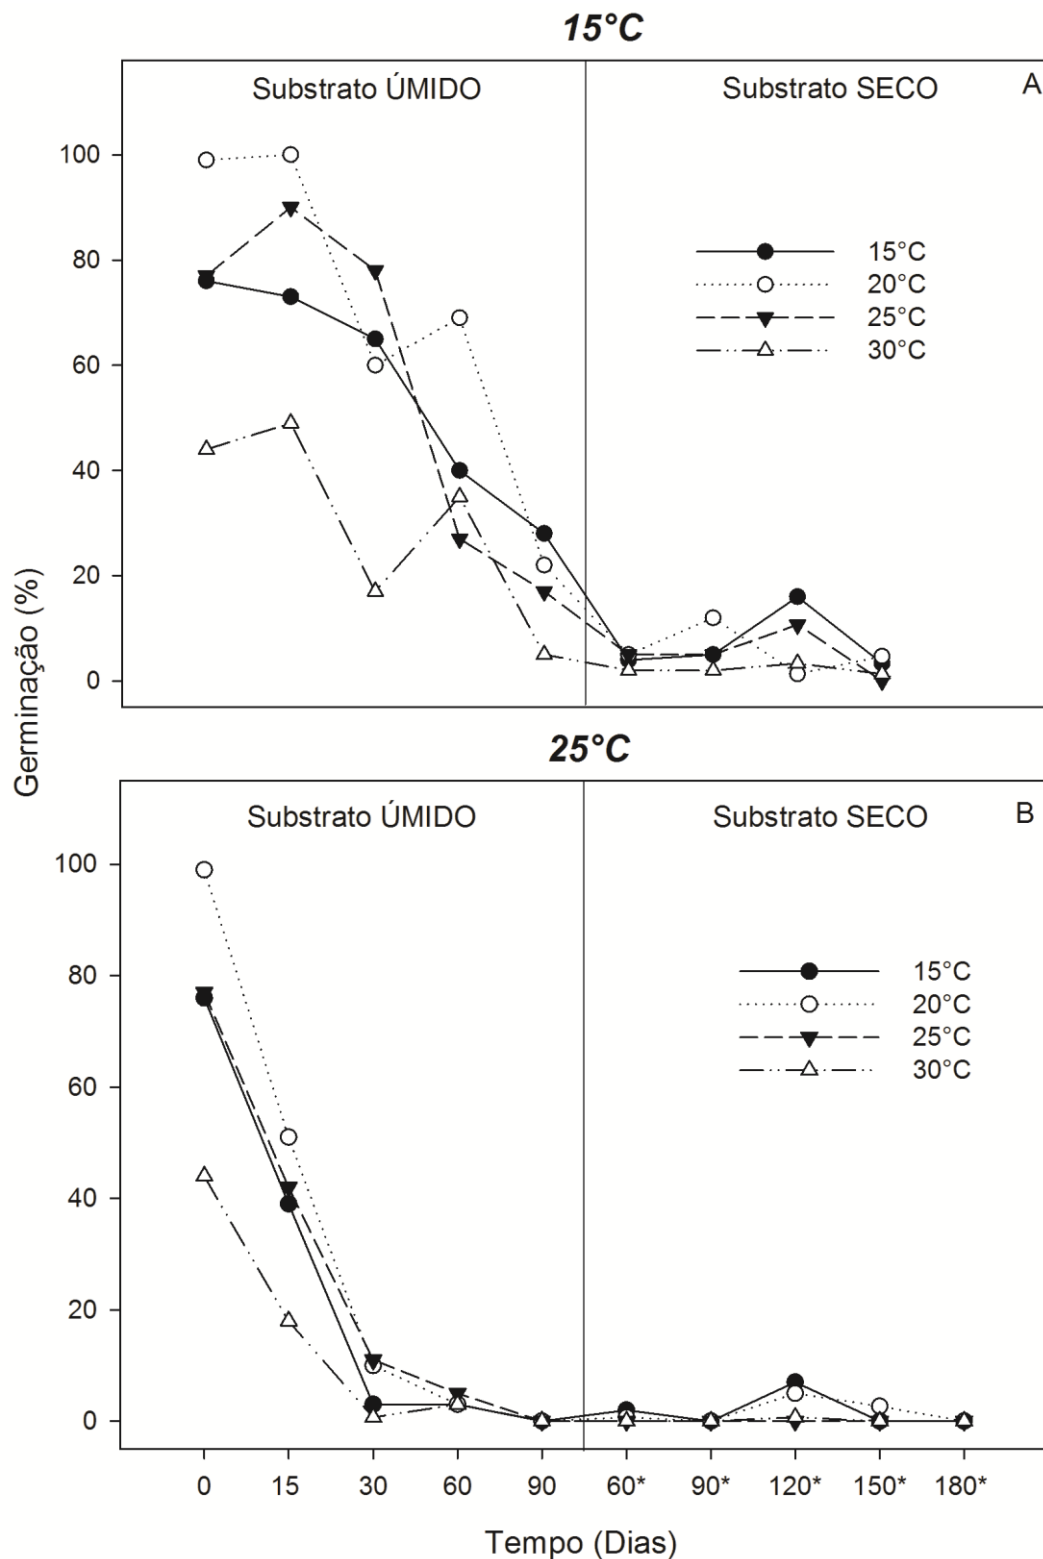 15°C
Substrato ÚMIDO
Substrato SECO
A
100
80
60
40
20
0
15°C
20°C
25°C
30°C
Germinação (%)
25°C
Substrato ÚMIDO
Substrato SECO
B
100
80
60
40
20
0
15°C
20°C
25°C
30°C
0 15 30 60 90 60* 90* 120* 150* 180*
Tempo (Dias)